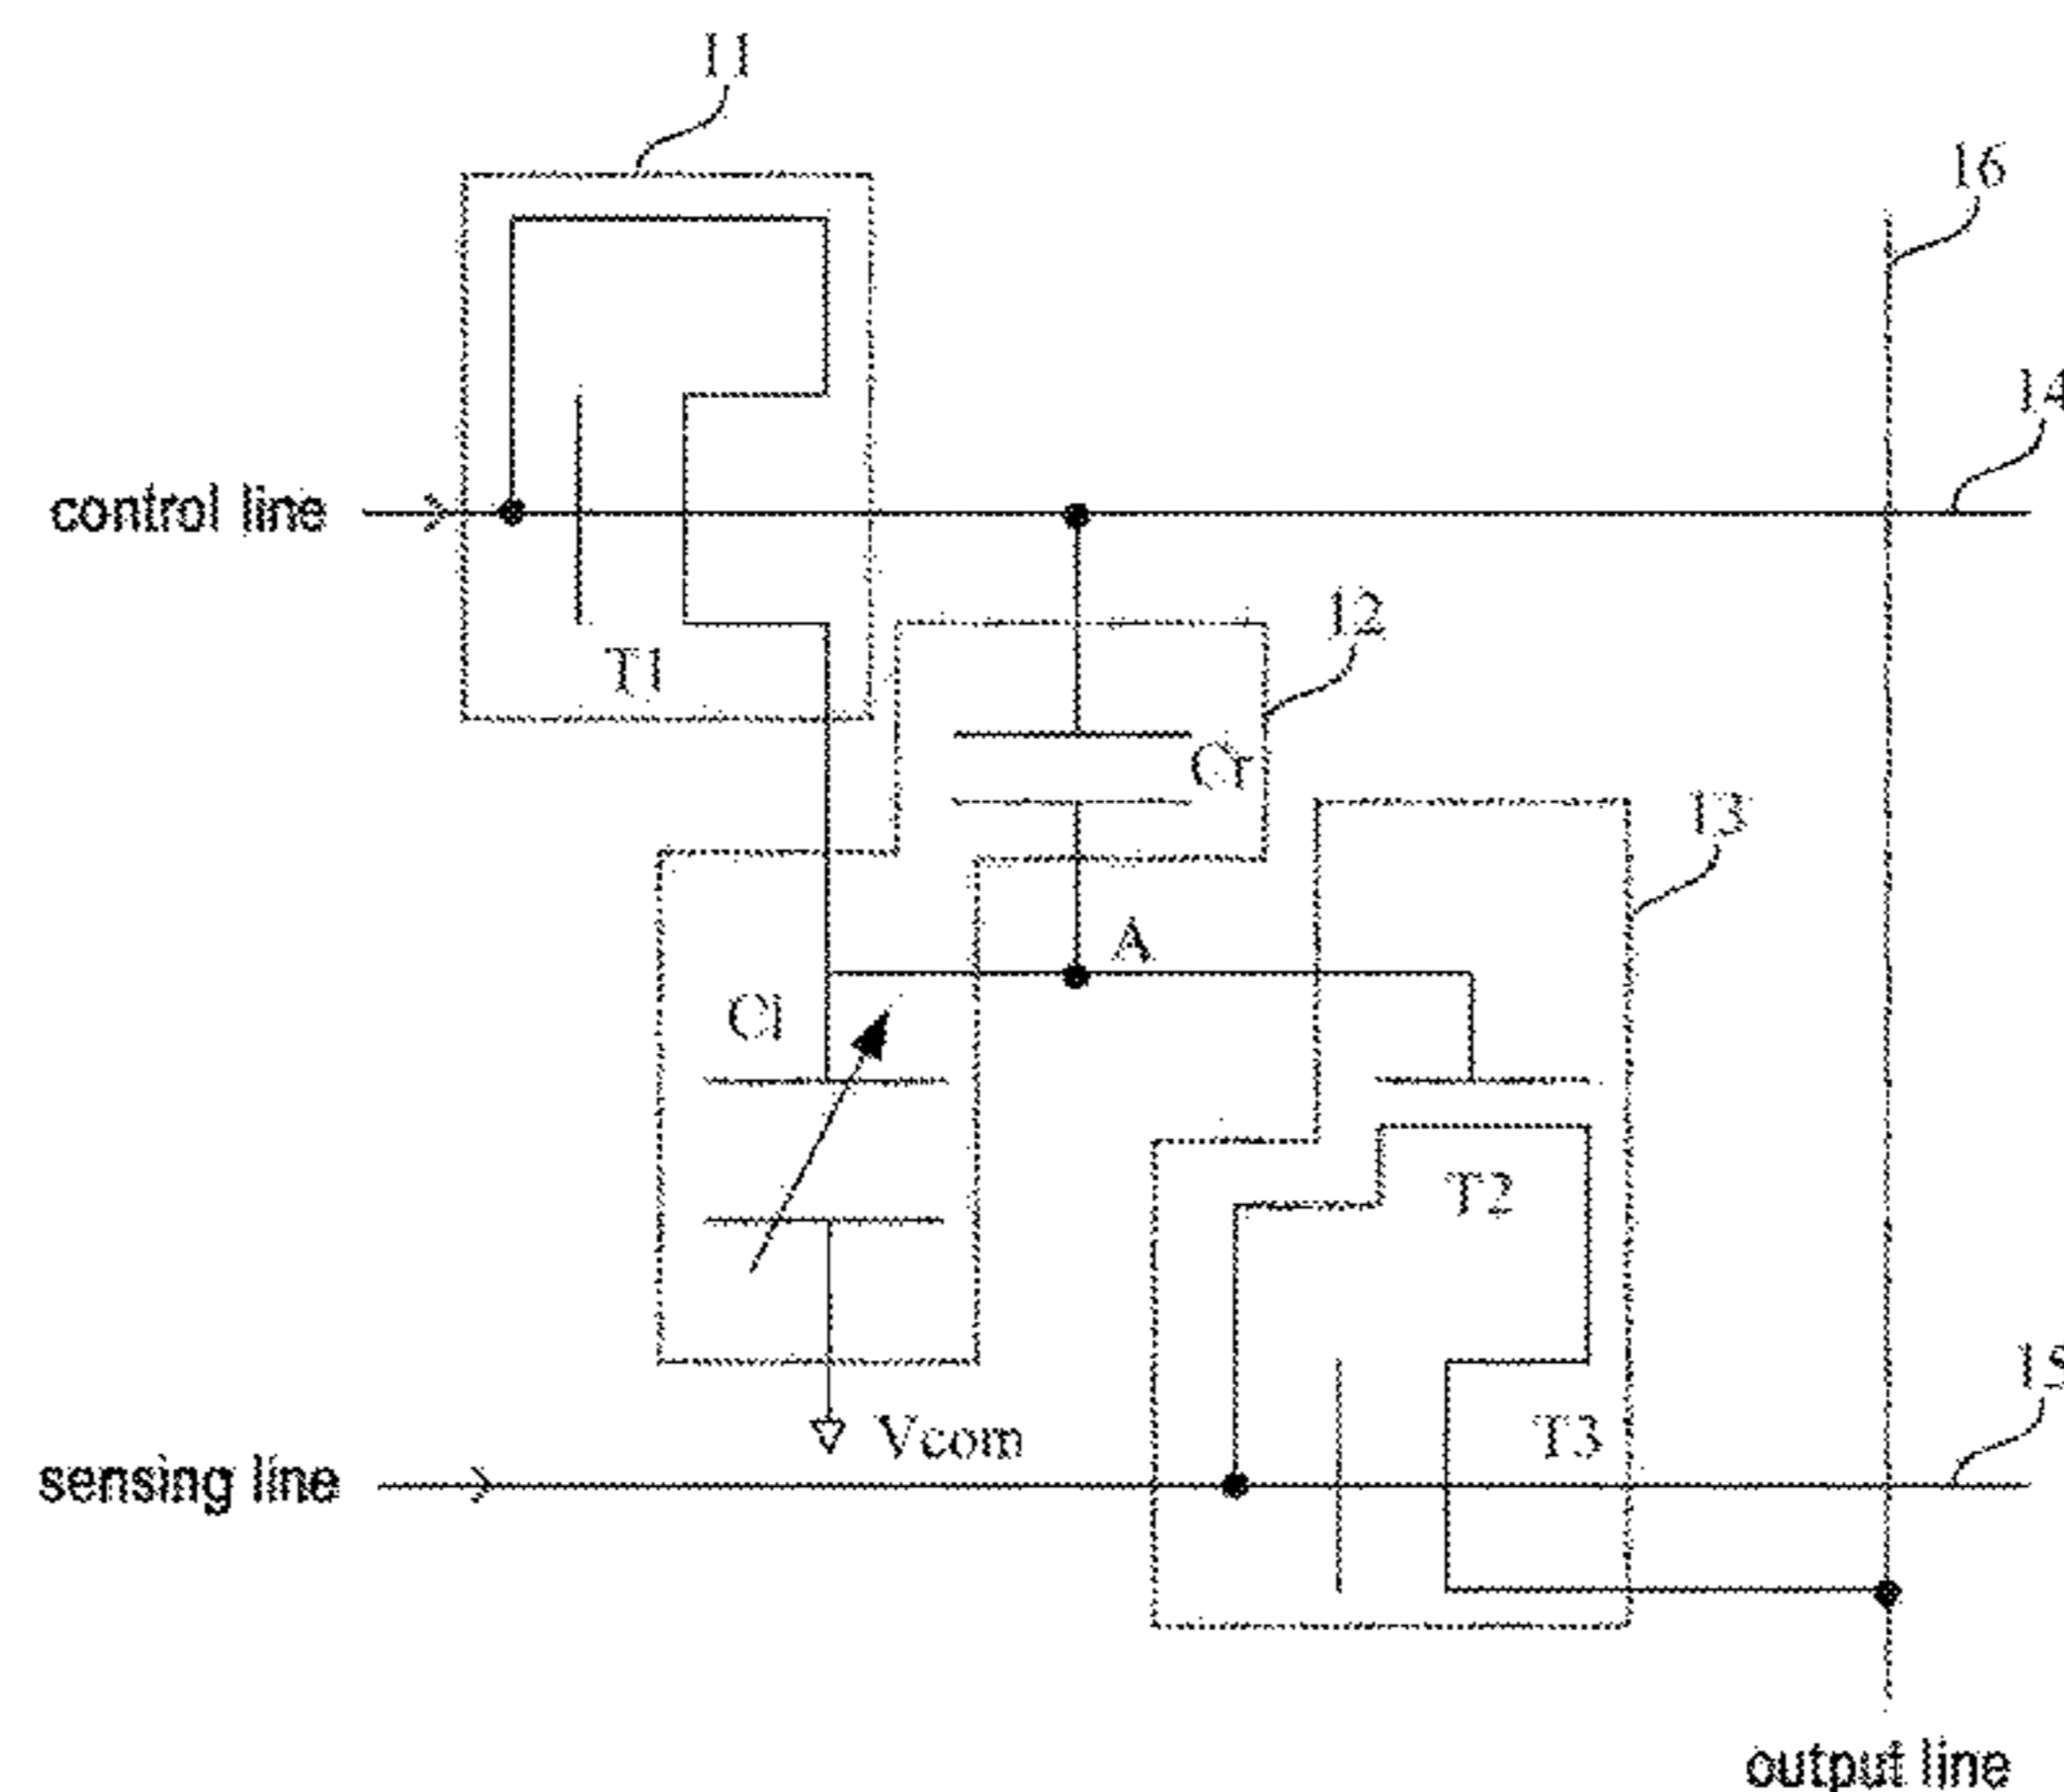 11
16
14
control line
12
T1
Cr
13
A
Cl
T2
15
T3
Vcom
sensing line
output line